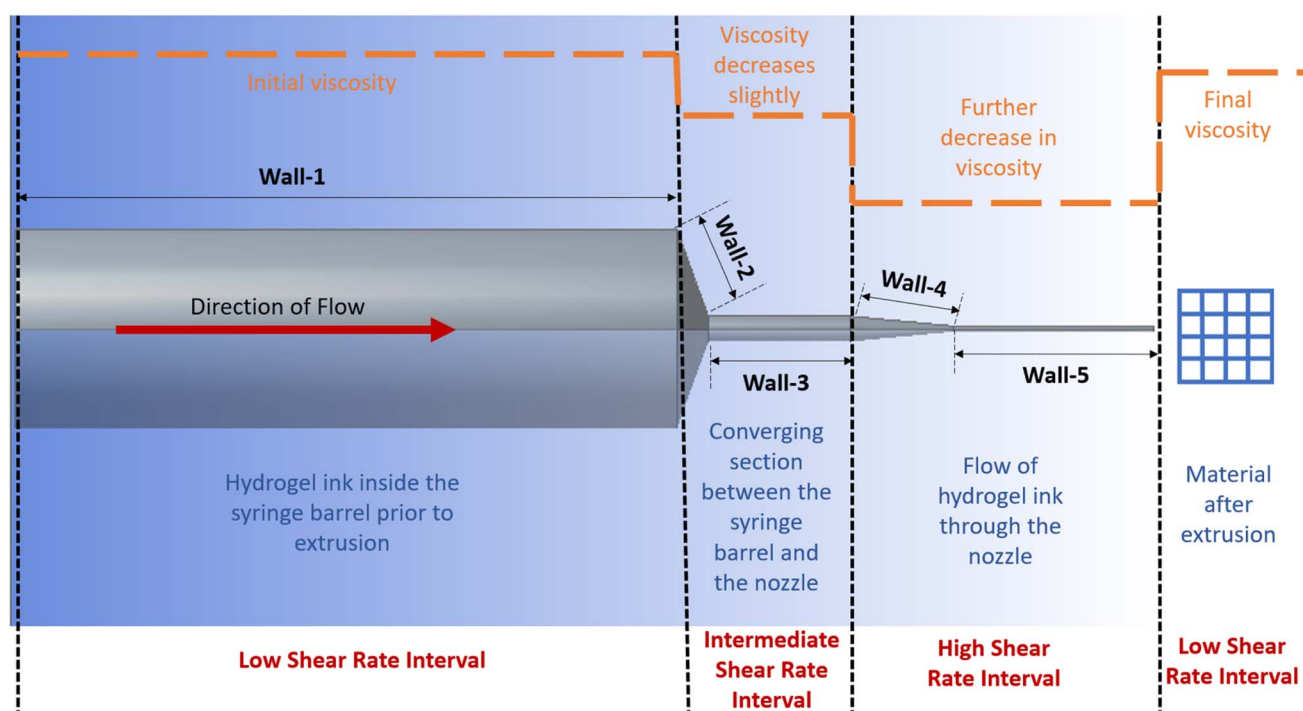 Initial viscosity
Viscosity
decreases
slightly
Further
decrease in
viscosity
Final
viscosity
Wall-1
Wall-2
Direction of Flow
Wall-4
Wall-3
Wall-5
Hydrogel ink inside the
syringe barrel prior to
extrusion
Converging
section
between the
syringe
barrel and
the nozzle
Flow of
hydrogel ink
through the
nozzle
Material
after
extrusion
Low Shear Rate Interval
Intermediate
Shear Rate
Interval
High Shear
Rate Interval
Low Shear
Rate Interval